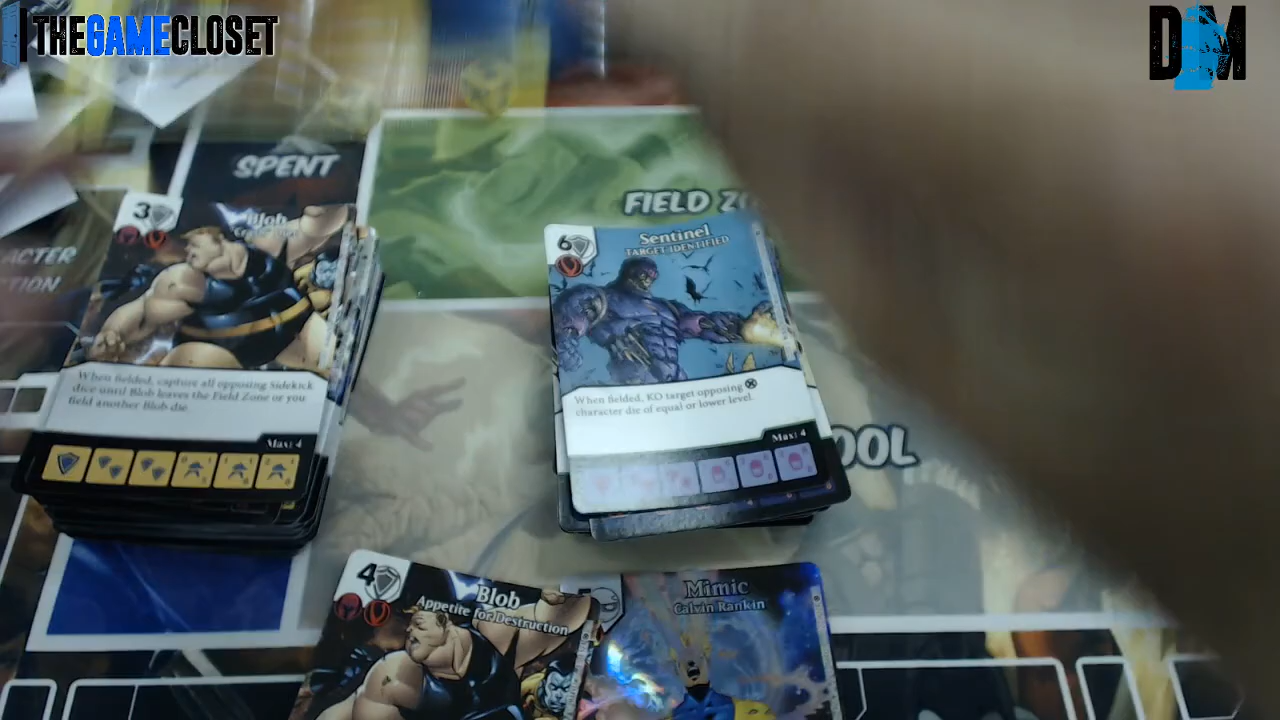 THEGAMECLOSET
D M
SPENT
FIELD ZO
OOL
3
Blob
When fielded, capture all opposing Sidekick
dice until Blob leaves the Field Zone or you
field another Blob die
Max: 4
6
Sentinel
TARGET IDENTIFIED
When fielded, KO target opposing
character die of equal or lower level.
Max: 4
4
Blob
Appetite for Destruction
Mimic
Calvin Rankin